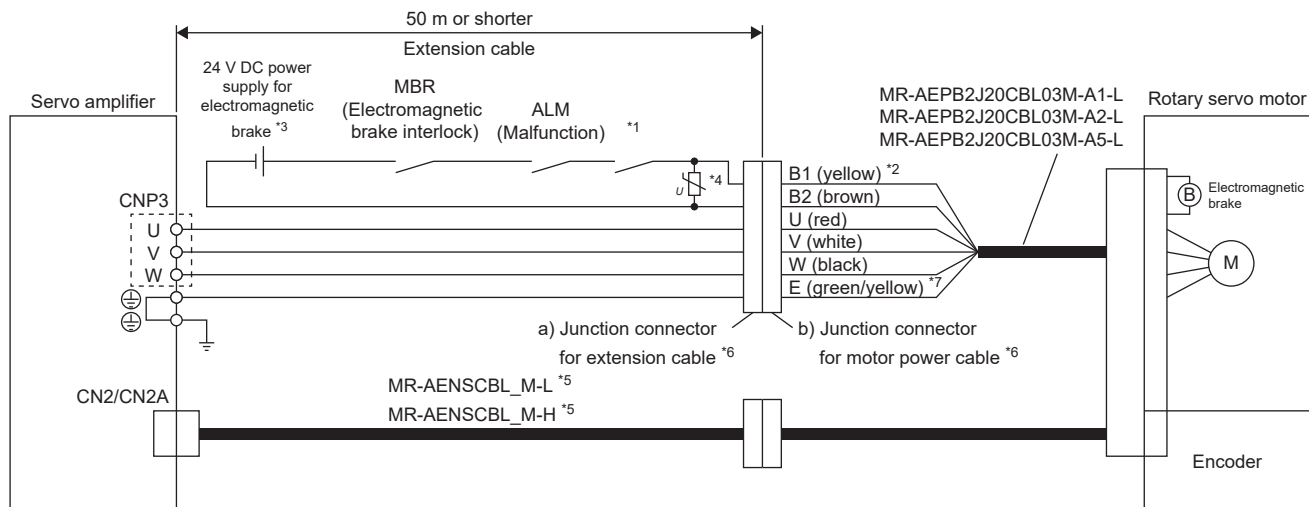 50 m or shorter
Extension cable
24 V DC power
supply for
electromagnetic
brake *3
MBR
(Electromagnetic
brake interlock)
ALM
(Malfunction)
*1
MR-AEPB2J20CBL03M-A1-L
MR-AEPB2J20CBL03M-A2-L
MR-AEPB2J20CBL03M-A5-L
Servo amplifier
Rotary servo motor
U
*4
B1 (yellow) *2
B2 (brown)
U (red)
V (white)
W (black)
E (green/yellow) *7
B
Electromagnetic
brake
M
CNP3
U
V
W
a) Junction connector
for extension cable *6
b) Junction connector
for motor power cable *6
CN2/CN2A
MR-AENSCBL_M-L *5
MR-AENSCBL_M-H *5
Encoder